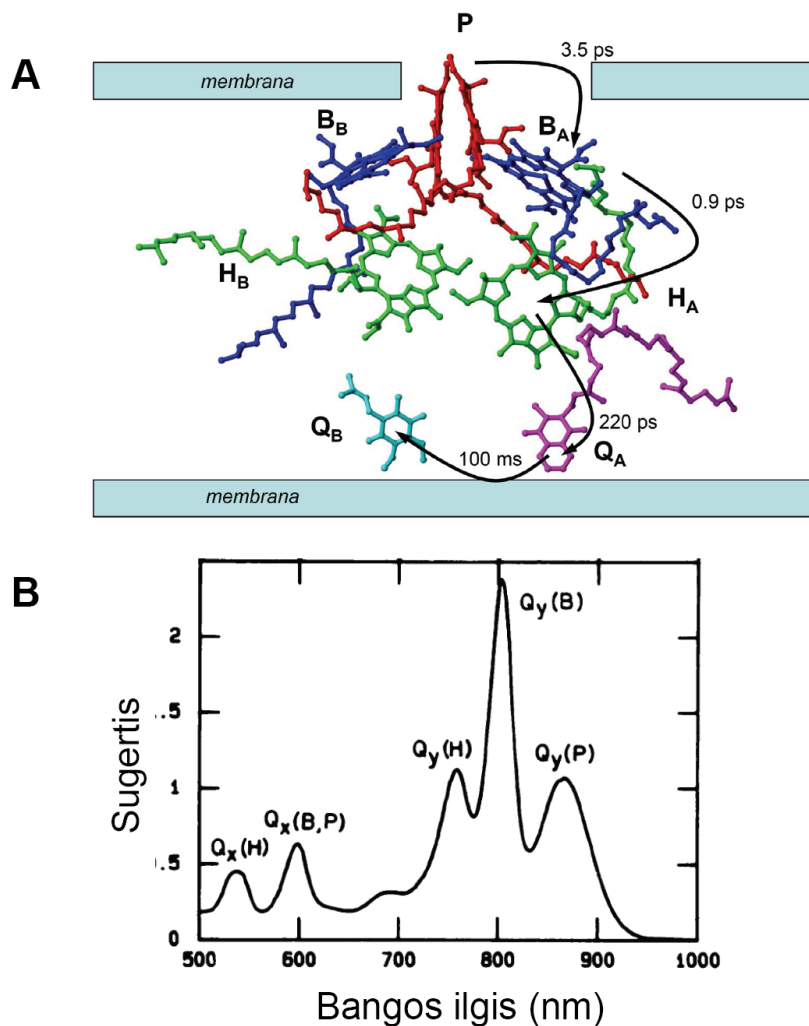 A
P
3.5 ps
membrana
B_B
B_A
0.9 ps
H_B
H_A
Q_B
220 ps
100 ms
Q_A
membrana
B
Q_y(B)
2
.5
Q_y(H)
Q_y(P)
1
Q_x(B,P)
Q_x(H)
.5
0
500 600 700 800 900 1000
Sugertis
Bangos ilgis (nm)